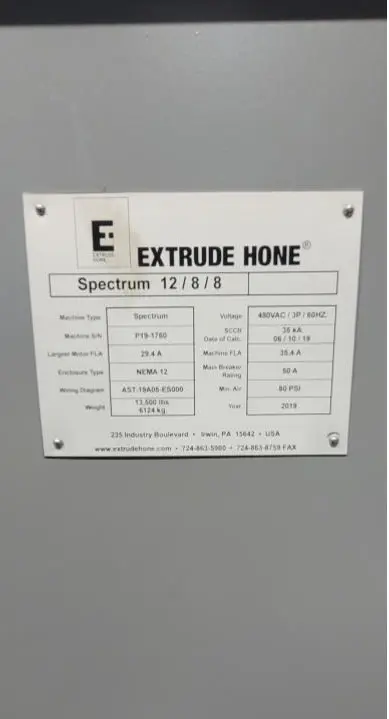 E
EXTRUDE
HONE
EXTRUDE HONE®
Spectrum 12/8/8
Machine Type Spectrum Voltage 480VAC / 3P / 60HZ
Machine S/N P19-1760 SCCR 35 kA
Date of Calc. 06 / 10 / 19
Largest Motor FLA 29.4 A Machine FLA 35.4 A
Enclosure Type NEMA 12 Main Breaker Rating 50 A
Wiring Diagram AST-19A05-ES000 Min. Air 80 PSI
Weight 13,500 lbs. Year 2019
6124 kg.
235 Industry Boulevard • Irwin, PA 15642 • USA
www.extrudehone.com • 724-863-5900 • 724-863-8759 FAX